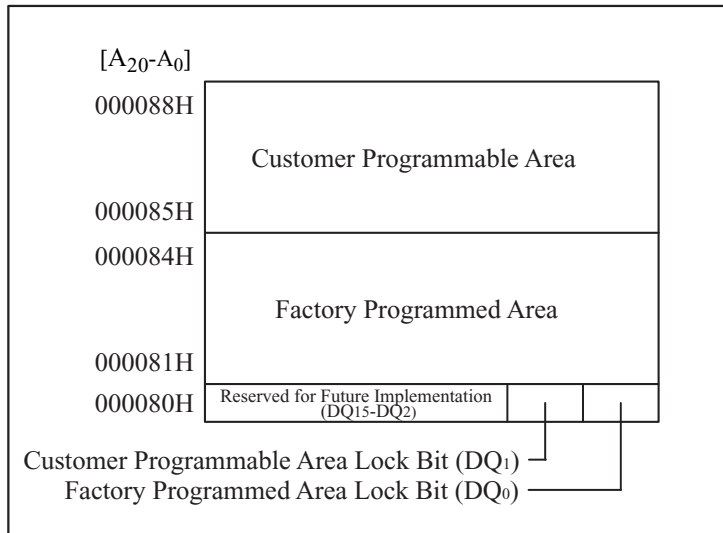 [A20-A0]
000088H
Customer Programmable Area
000085H
000084H
Factory Programmed Area
000081H
000080H
Reserved for Future Implementation
(DQ15-DQ2)
Customer Programmable Area Lock Bit (DQ1)
Factory Programmed Area Lock Bit (DQ0)